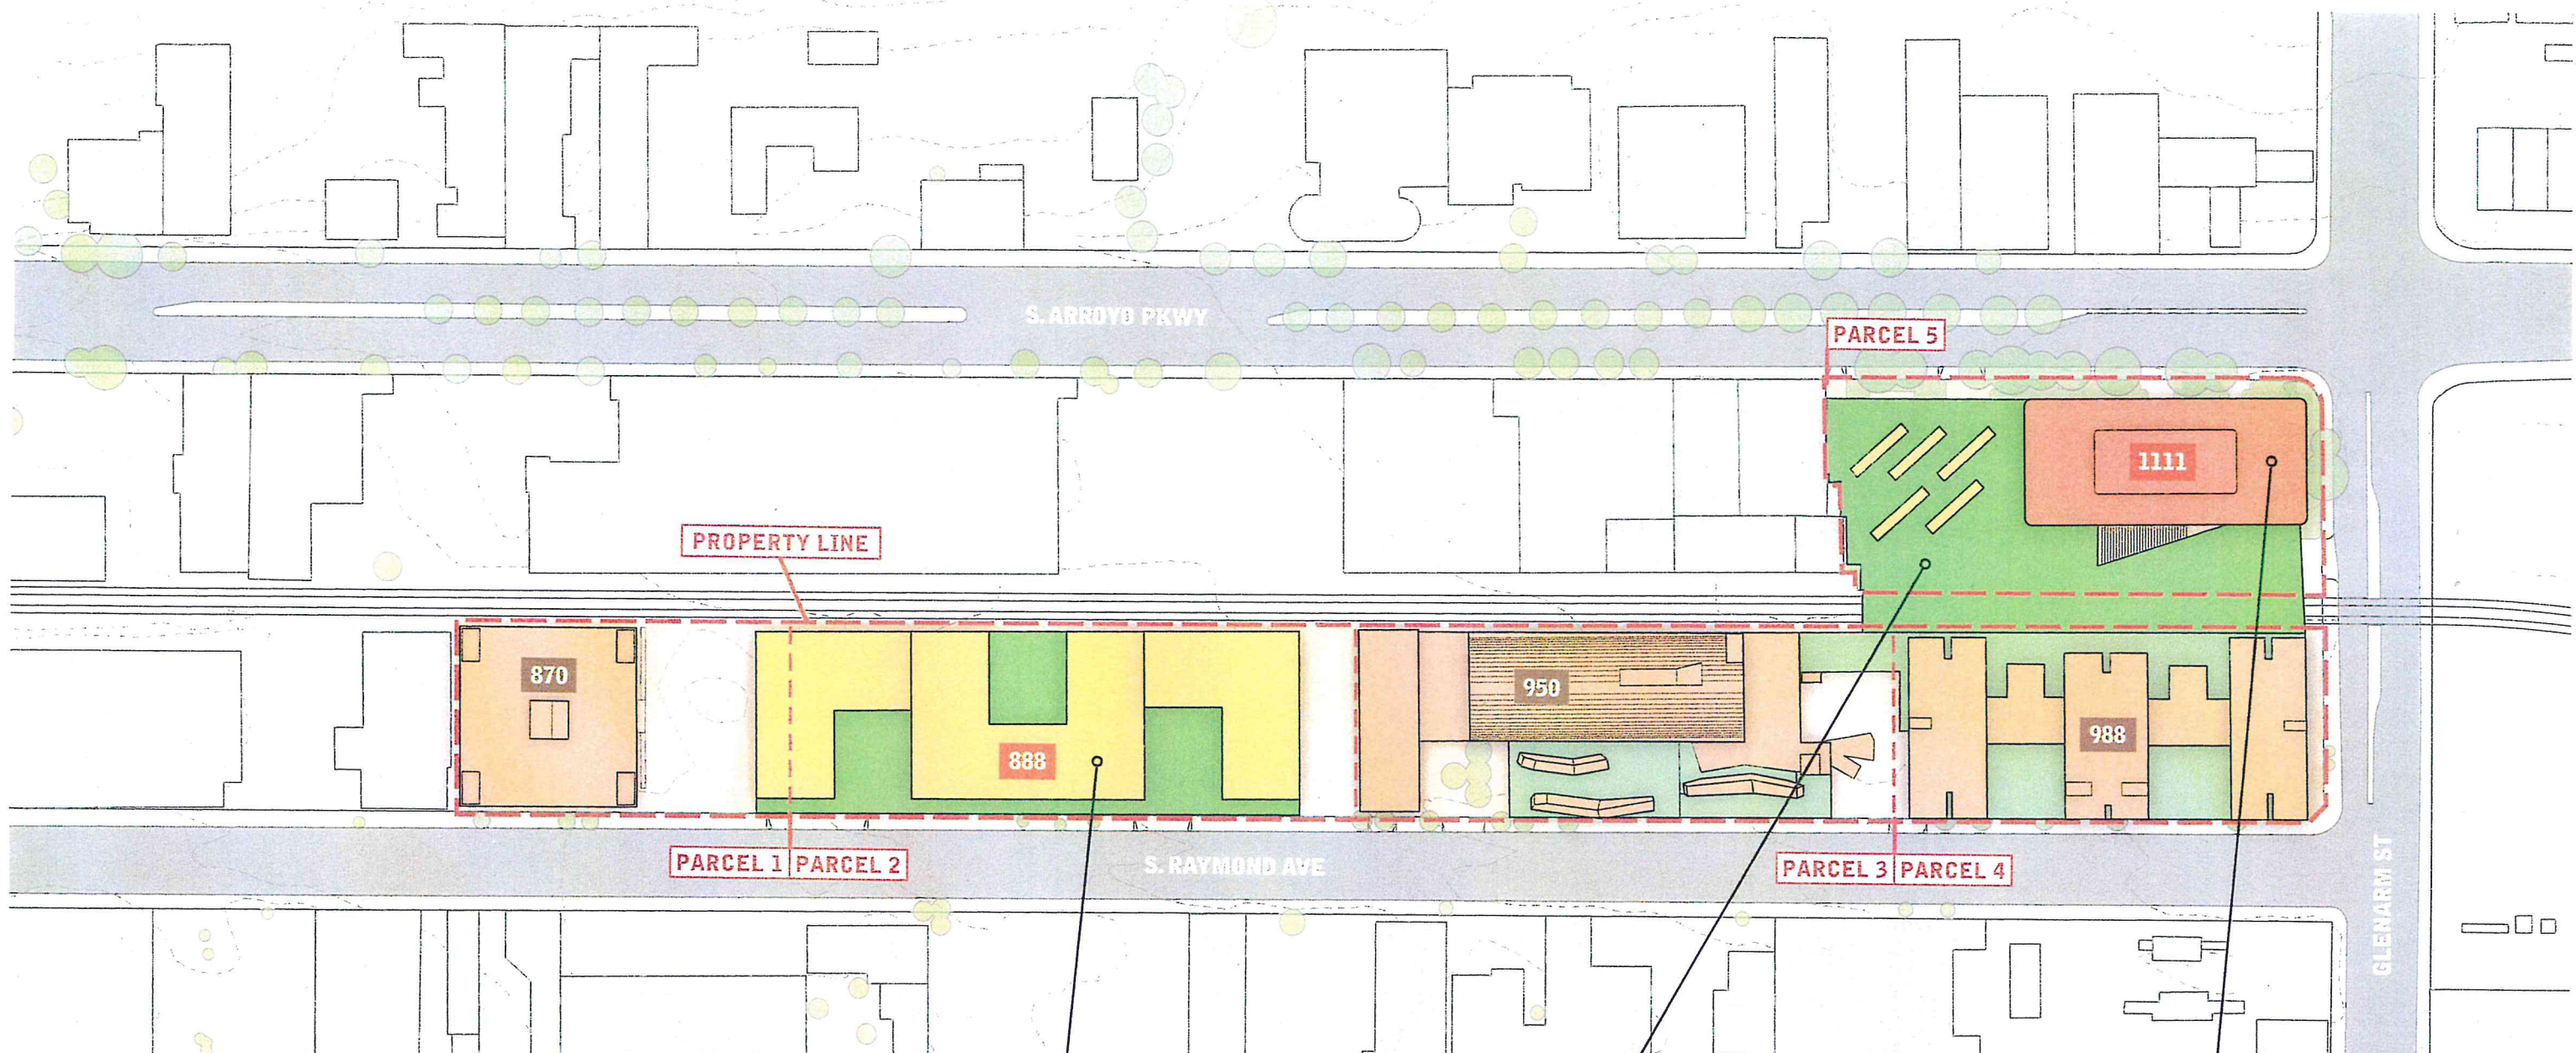 S. ARROYO PKWY
PARCEL 5
1111
PROPERTY LINE
870
950
988
888
PARCEL 1
PARCEL 2
S. RAYMOND AVE
PARCEL 3
PARCEL 4
GLENARM ST